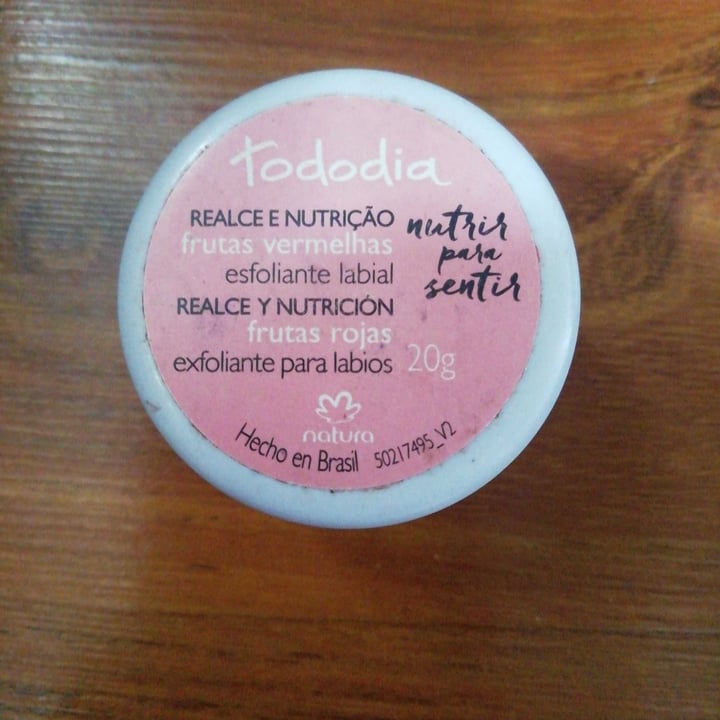 tododia
REALCE E NUTRIÇÃO
frutas vermelhas
esfoliante labial
REALCE Y NUTRICIÓN
frutas rojas
exfoliante para labios
20g
nutrir
para
sentir
natura
Hecho en Brasil 50217495_V2